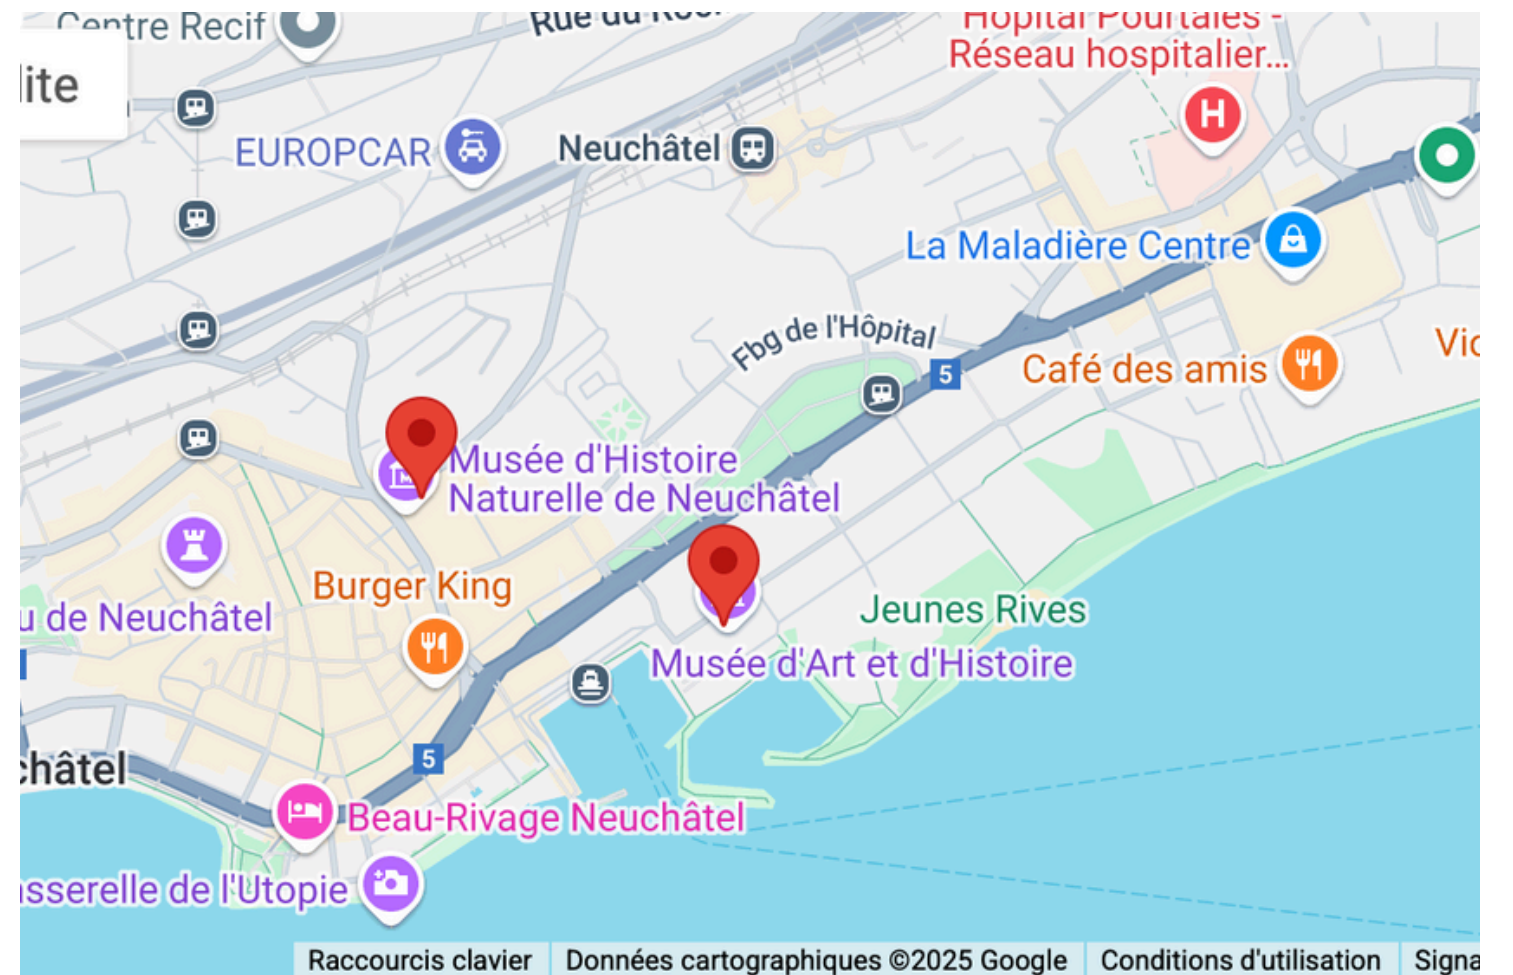 Centre Recif
lite
EUROPCAR
Neuchâtel
Hôpital Pourtalès -
Réseau hospitalier...
H
La Maladière Centre
Fbg de l'Hôpital
5
Café des amis
Musée d'Histoire
Naturelle de Neuchâtel
Burger King
u de Neuchâtel
Jeunes Rives
Musée d'Art et d'Histoire
châtel
5
Beau-Rivage Neuchâtel
sserelle de l'Utopie
Raccourcis clavier
Données cartographiques ©2025 Google
Conditions d'utilisation
Signa